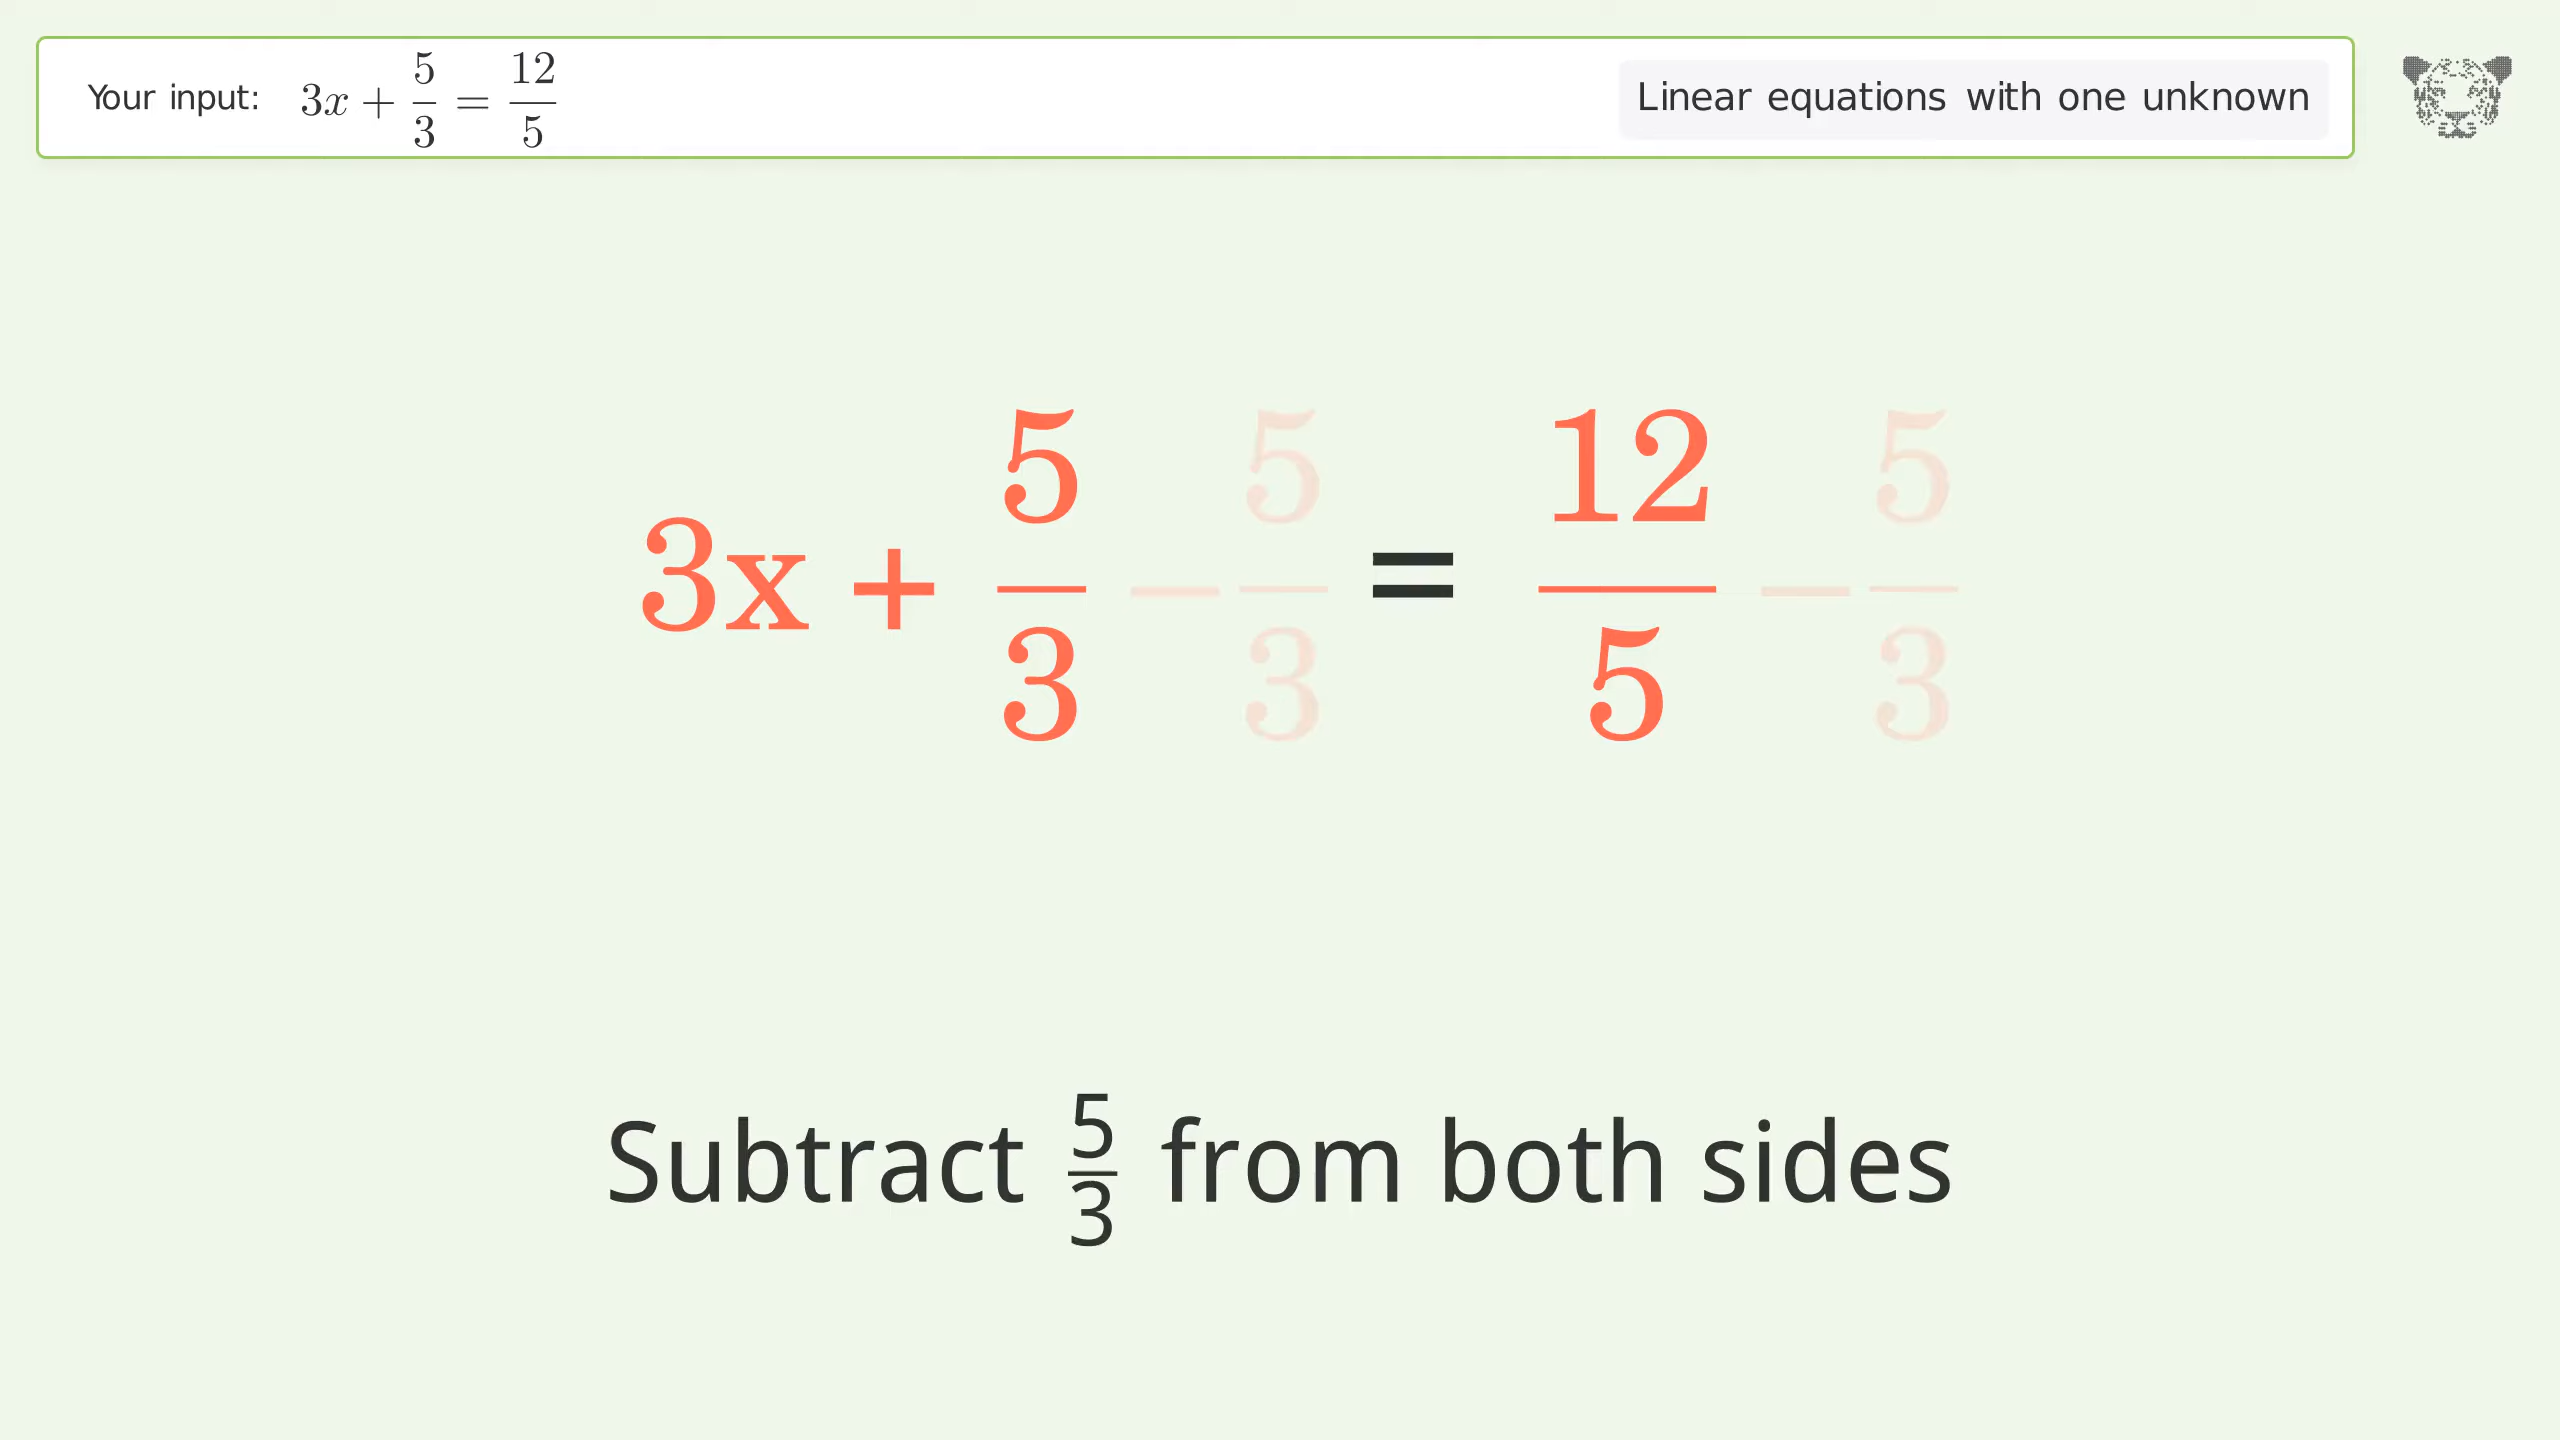 Your input: 3x + 5/3 = 12/5
Linear equations with one unknown
3x + 5/3 − 5/3 = 12/5 − 5/3
Subtract 5/3 from both sides